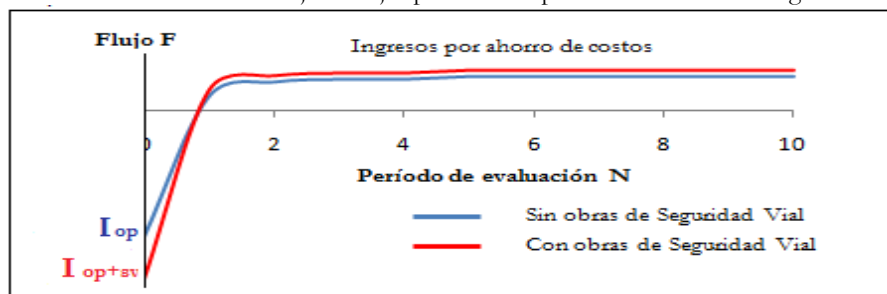 Flujo F
Ingresos por ahorro de costos
0 2 4 6 8 10
Período de evaluación N
I op
Sin obras de Seguridad Vial
I op+sv
Con obras de Seguridad Vial